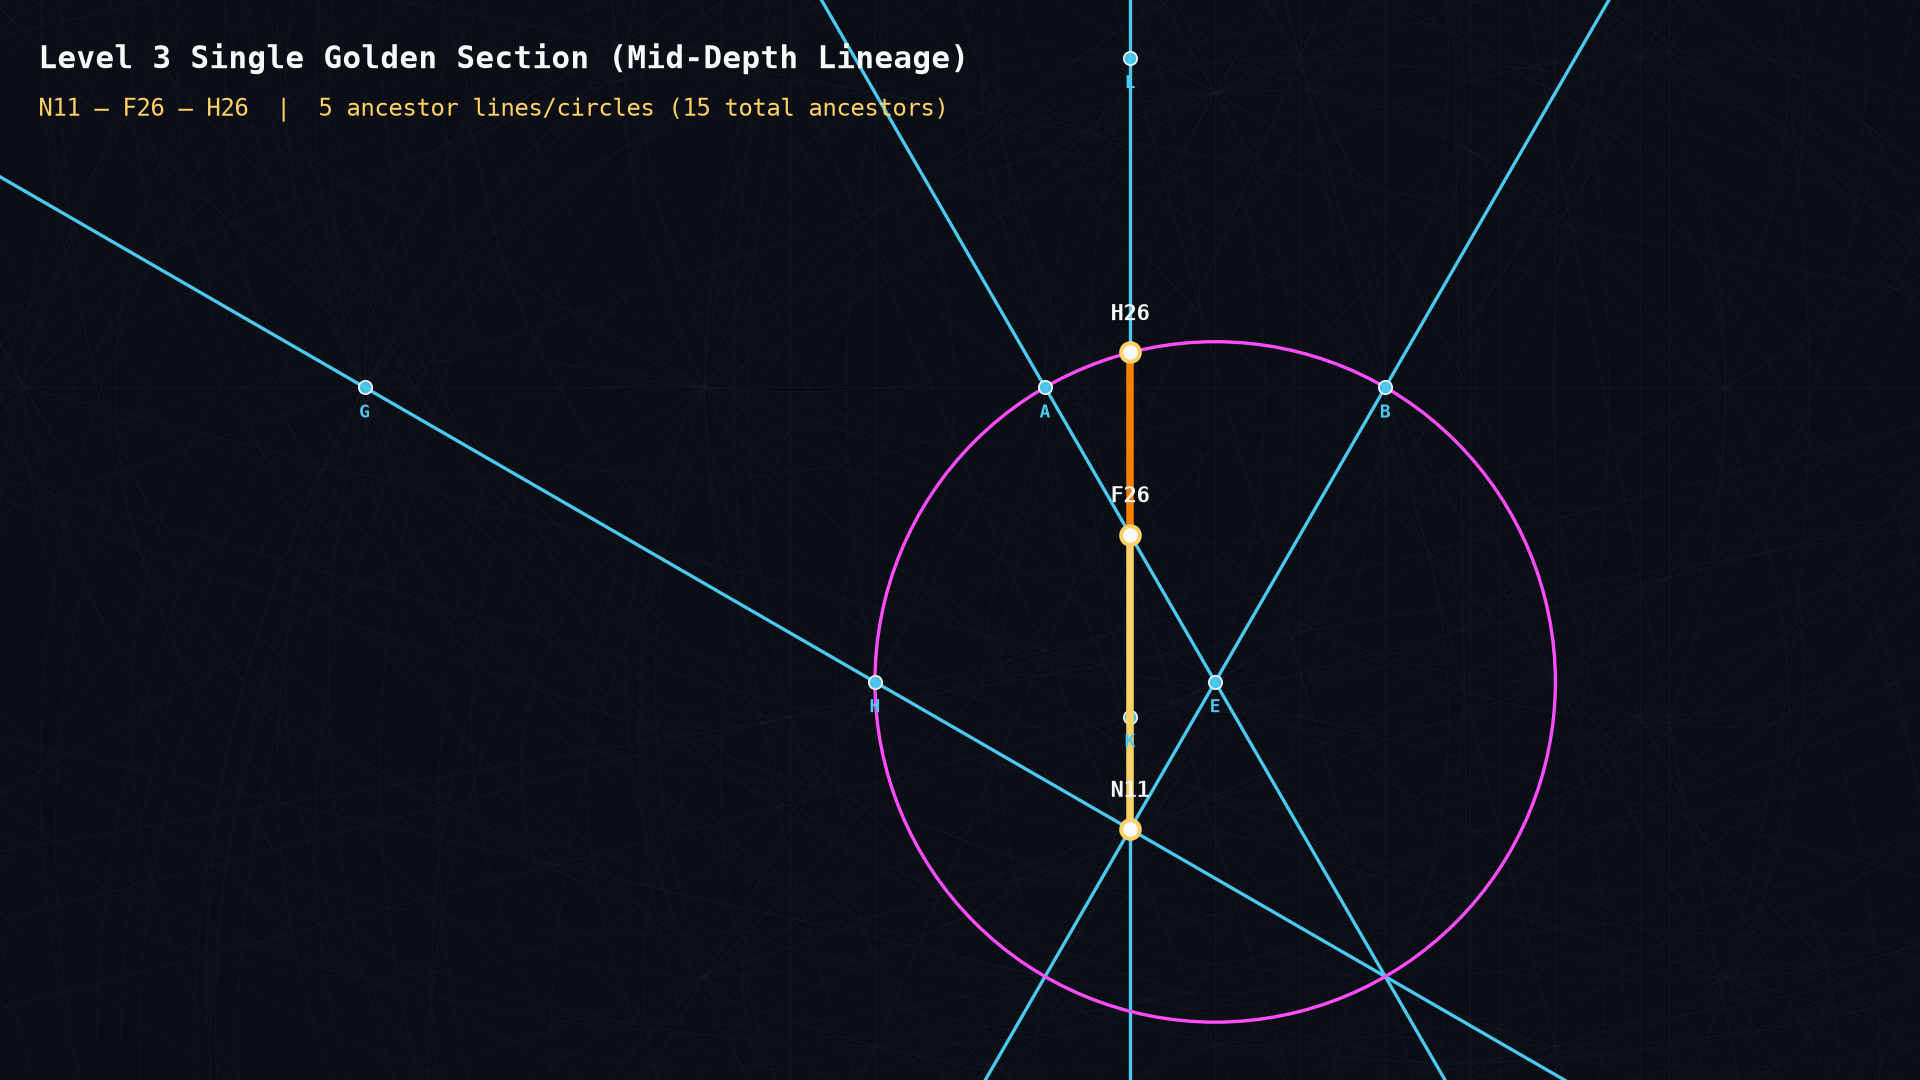 Level 3 Single Golden Section (Mid-Depth Lineage)
N11 — F26 — H26 | 5 ancestor lines/circles (15 total ancestors)
L
H26
G
A
B
F26
H
E
K
N11